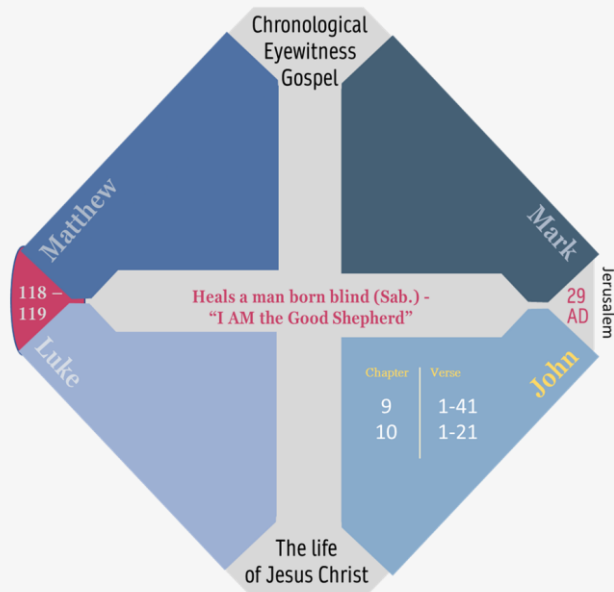 Chronological
Eyewitness
Gospel
Matthew
Mark
118 –
119
Heals a man born blind (Sab.) -
“I AM the Good Shepherd”
29
AD
Jerusalem
Luke
John
Chapter Verse
9 1-41
10 1-21
The life
of Jesus Christ